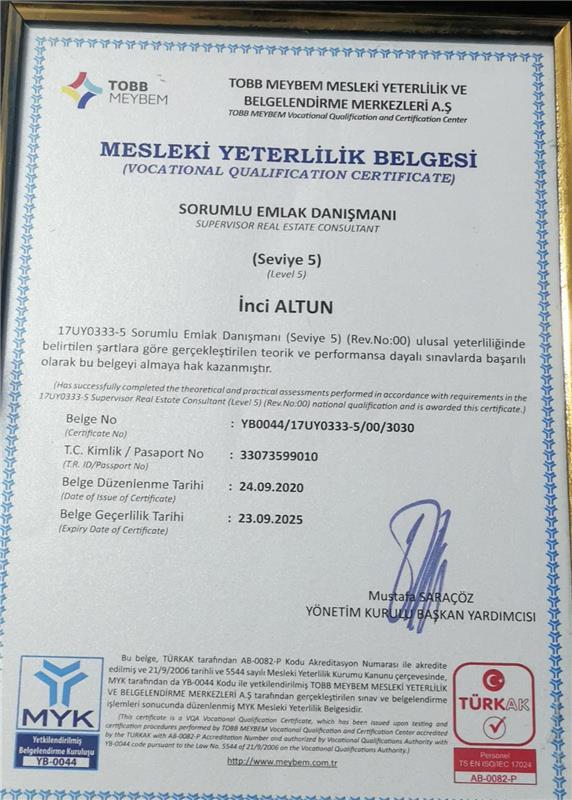 TOBB
MEYBEM
TOBB MEYBEM MESLEKİ YETERLİLİK VE
BELGELENDİRME MERKEZLERİ A.Ş
TOBB MEYBEM Vocational Qualification and Certification Center
MESLEKİ YETERLİLİK BELGESİ
(VOCATIONAL QUALIFICATION CERTIFICATE)
SORUMLU EMLAK DANIŞMANI
SUPERVISOR REAL ESTATE CONSULTANT
(Seviye 5)
(Level 5)
İnci ALTUN
17UY0333-5 Sorumlu Emlak Danışmanı (Seviye 5) (Rev.No:00) ulusal yeterliliğinde
belirtilen şartlara göre gerçekleştirilen teorik ve performansa dayalı sınavlarda başarılı
olarak bu belgeyi almaya hak kazanmıştır.
(Has successfully completed the theoretical and practical assessments performed in accordance with requirements in the
17UY0333-5 Supervisor Real Estate Consultant (Level 5) (Rev.No:00) national qualification and is awarded this certificate.)
Belge No : YB0044/17UY0333-5/00/3030
(Certificate No)
T.C. Kimlik / Pasaport No : 33073599010
(T.R. ID/Passport No)
Belge Düzenlenme Tarihi : 24.09.2020
(Date of Issue of Certificate)
Belge Geçerlilik Tarihi : 23.09.2025
(Expiry Date of Certificate)
Mustafa SARAÇÖZ
YÖNETİM KURULU BAŞKAN YARDIMCISI
Bu belge, TÜRKAK tarafından AB-0082-P Kodu Akreditasyon Numarası ile akredite
edilmiş ve 21/9/2006 tarihli ve 5544 sayılı Mesleki Yeterlilik Kurumu Kanunu çerçevesinde,
MYK tarafından YB-0044 Kodu ile yetkilendirilmiş TOBB MEYBEM MESLEKİ YETERLİLİK
VE BELGELENDİRME MERKEZLERİ A.Ş tarafından gerçekleştirilen sınav ve belgelendirme
işlemleri sonucunda düzenlenmiş MYK Mesleki Yeterlilik Belgesidir.
(This certificate is a VQA Vocational Qualification Certificate, which has been issued upon testing and
certification procedures performed by TOBB MEYBEM Vocational Qualification and Certification Center accredited
by the TURKAK with AB-0082-P Accreditation Number and authorized by Vocational Qualifications Authority with
YB-0044 code pursuant to the Law No. 5544 of 21/9/2006 on the Vocational Qualifications Authority.)
http://www.meybem.com.tr
MYK
Yetkilendirilmiş
Belgelendirme Kuruluşu
YB-0044
TÜRKAK
Personel
TS EN ISO/IEC 17024
AB-0082-P